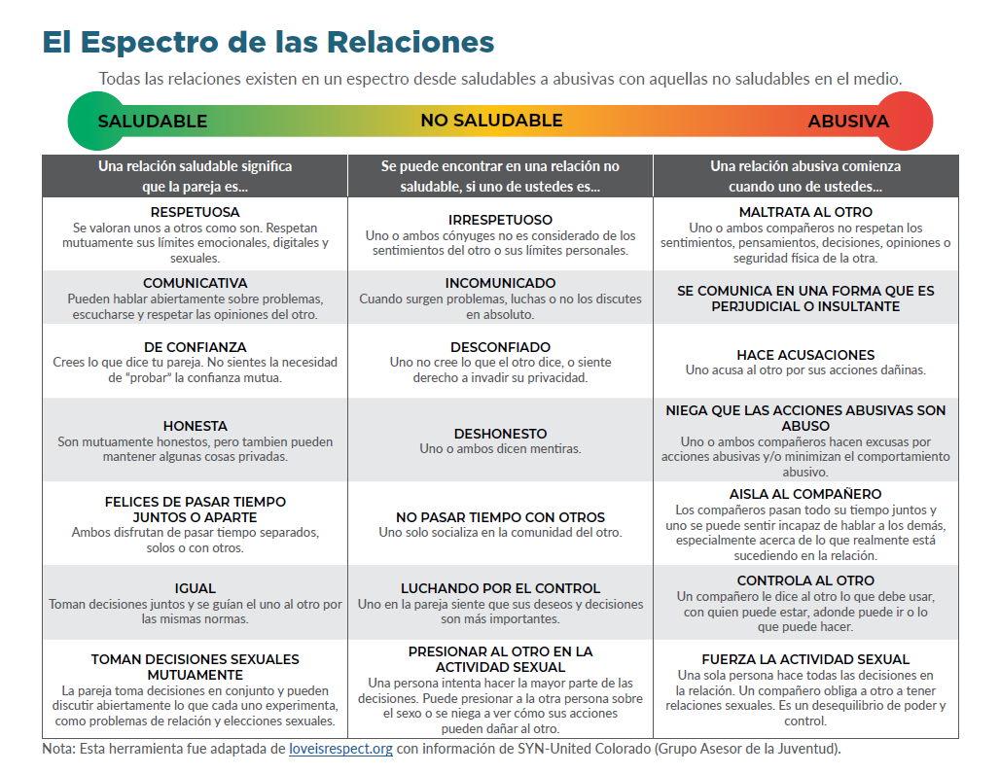 El Espectro de las Relaciones
Todas las relaciones existen en un espectro desde saludables a abusivas con aquellas no saludables en el medio.
SALUDABLE
NO SALUDABLE
ABUSIVA
Una relación saludable significa
que la pareja es...
Se puede encontrar en una relación no
saludable, si uno de ustedes es...
Una relación abusiva comienza
cuando uno de ustedes...
RESPETUOSA
Se valoran unos a otros como son. Respetan
mutuamente sus límites emocionales, digitales y
sexuales.
IRRESPETUOSO
Uno o ambos cónyuges no es considerado de los
sentimientos del otro o sus límites personales.
MALTRATA AL OTRO
Uno o ambos compañeros no respetan los
sentimientos, pensamientos, decisiones, opiniones o
seguridad física de la otra.
COMUNICATIVA
Pueden hablar abiertamente sobre problemas,
escucharse y respetar las opiniones del otro.
INCOMUNICADO
Cuando surgen problemas, luchas o no los discutes
en absoluto.
SE COMUNICA EN UNA FORMA QUE ES
PERJUDICIAL O INSULTANTE
DE CONFIANZA
Crees lo que dice tu pareja. No sientes la necesidad
de “probar” la confianza mutua.
DESCONFIADO
Uno no cree lo que el otro dice, o siente
derecho a invadir su privacidad.
HACE ACUSACIONES
Uno acusa al otro por sus acciones dañinas.
HONESTA
Son mutuamente honestos, pero tambien pueden
mantener algunas cosas privadas.
DESHONESTO
Uno o ambos dicen mentiras.
NIEGA QUE LAS ACCIONES ABUSIVAS SON
ABUSO
Uno o ambos compañeros hacen excusas por
acciones abusivas y/o minimizan el comportamiento
abusivo.
FELICES DE PASAR TIEMPO
JUNTOS O APARTE
Ambos disfrutan de pasar tiempo separados,
solos o con otros.
NO PASAR TIEMPO CON OTROS
Uno solo socializa en la comunidad del otro.
AISLA AL COMPAÑERO
Los compañeros pasan todo su tiempo juntos y
uno se puede sentir incapaz de hablar a los demás,
especialmente acerca de lo que realmente está
sucediendo en la relación.
IGUAL
Toman decisiones juntos y se guían el uno al otro por
las mismas normas.
LUCHANDO POR EL CONTROL
Uno en la pareja siente que sus deseos y decisiones
son más importantes.
CONTROLA AL OTRO
Un compañero le dice al otro lo que debe usar,
con quien puede estar, adonde puede ir o lo
que puede hacer.
TOMAN DECISIONES SEXUALES
MUTUAMENTE
La pareja toma decisiones en conjunto y pueden
discutir abiertamente lo que cada uno experimenta,
como problemas de relación y elecciones sexuales.
PRESIONAR AL OTRO EN LA
ACTIVIDAD SEXUAL
Una persona intenta hacer la mayor parte de las
decisiones. Puede presionar a la otra persona sobre
el sexo o se niega a ver cómo sus acciones
pueden dañar al otro.
FUERZA LA ACTIVIDAD SEXUAL
Una sola persona hace todas las decisiones en
la relación. Un compañero obliga a otro a tener
relaciones sexuales. Es un desequilibrio de poder y
control.
Nota: Esta herramienta fue adaptada de loveisrespect.org con información de SYN-United Colorado (Grupo Asesor de la Juventud).